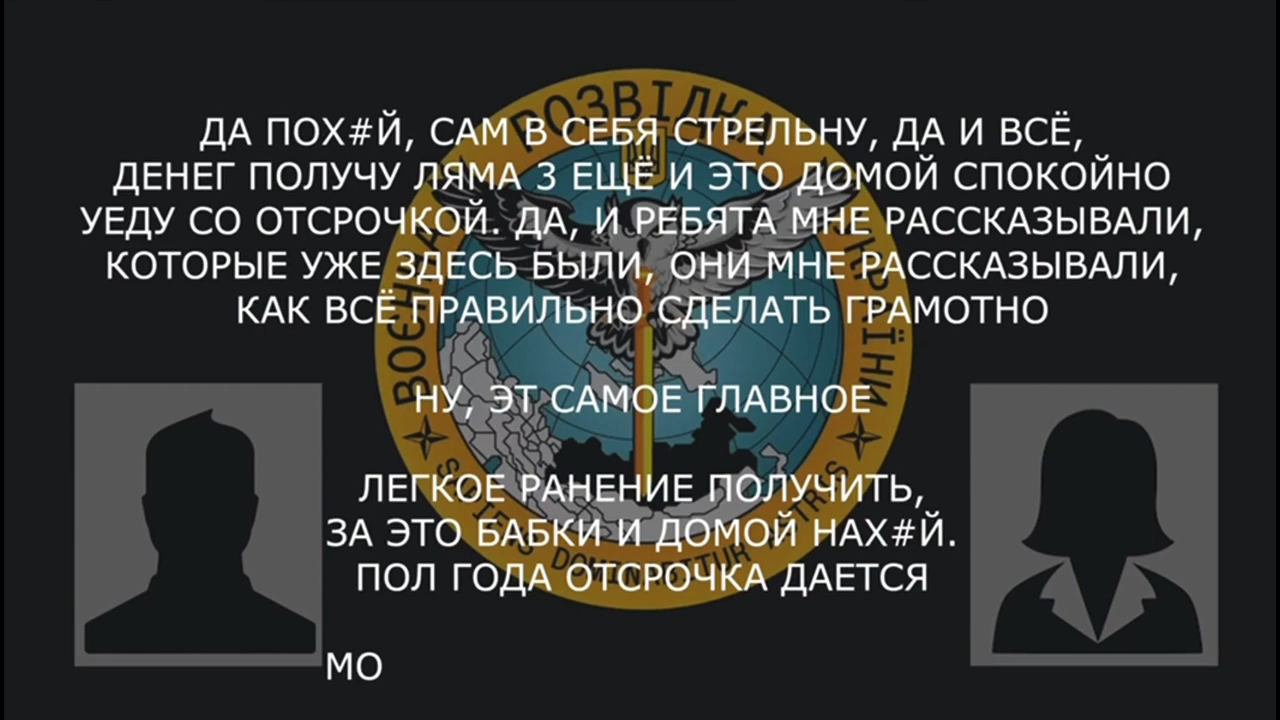 ДА ПОХ#Й, САМ В СЕБЯ СТРЕЛЬНУ, ДА И ВСЁ,
ДЕНЕГ ПОЛУЧУ ЛЯМА 3 ЕЩЁ И ЭТО ДОМОЙ СПОКОЙНО
УЕДУ СО ОТСРОЧКОЙ. ДА, И РЕБЯТА МНЕ РАССКАЗЫВАЛИ,
КОТОРЫЕ УЖЕ ЗДЕСЬ БЫЛИ, ОНИ МНЕ РАССКАЗЫВАЛИ,
КАК ВСЁ ПРАВИЛЬНО СДЕЛАТЬ ГРАМОТНО
НУ, ЭТ САМОЕ ГЛАВНОЕ
ЛЕГКОЕ РАНЕНИЕ ПОЛУЧИТЬ,
ЗА ЭТО БАБКИ И ДОМОЙ НАХ#Й.
ПОЛ ГОДА ОТСРОЧКА ДАЕТСЯ
МО
РОЗВІДКА